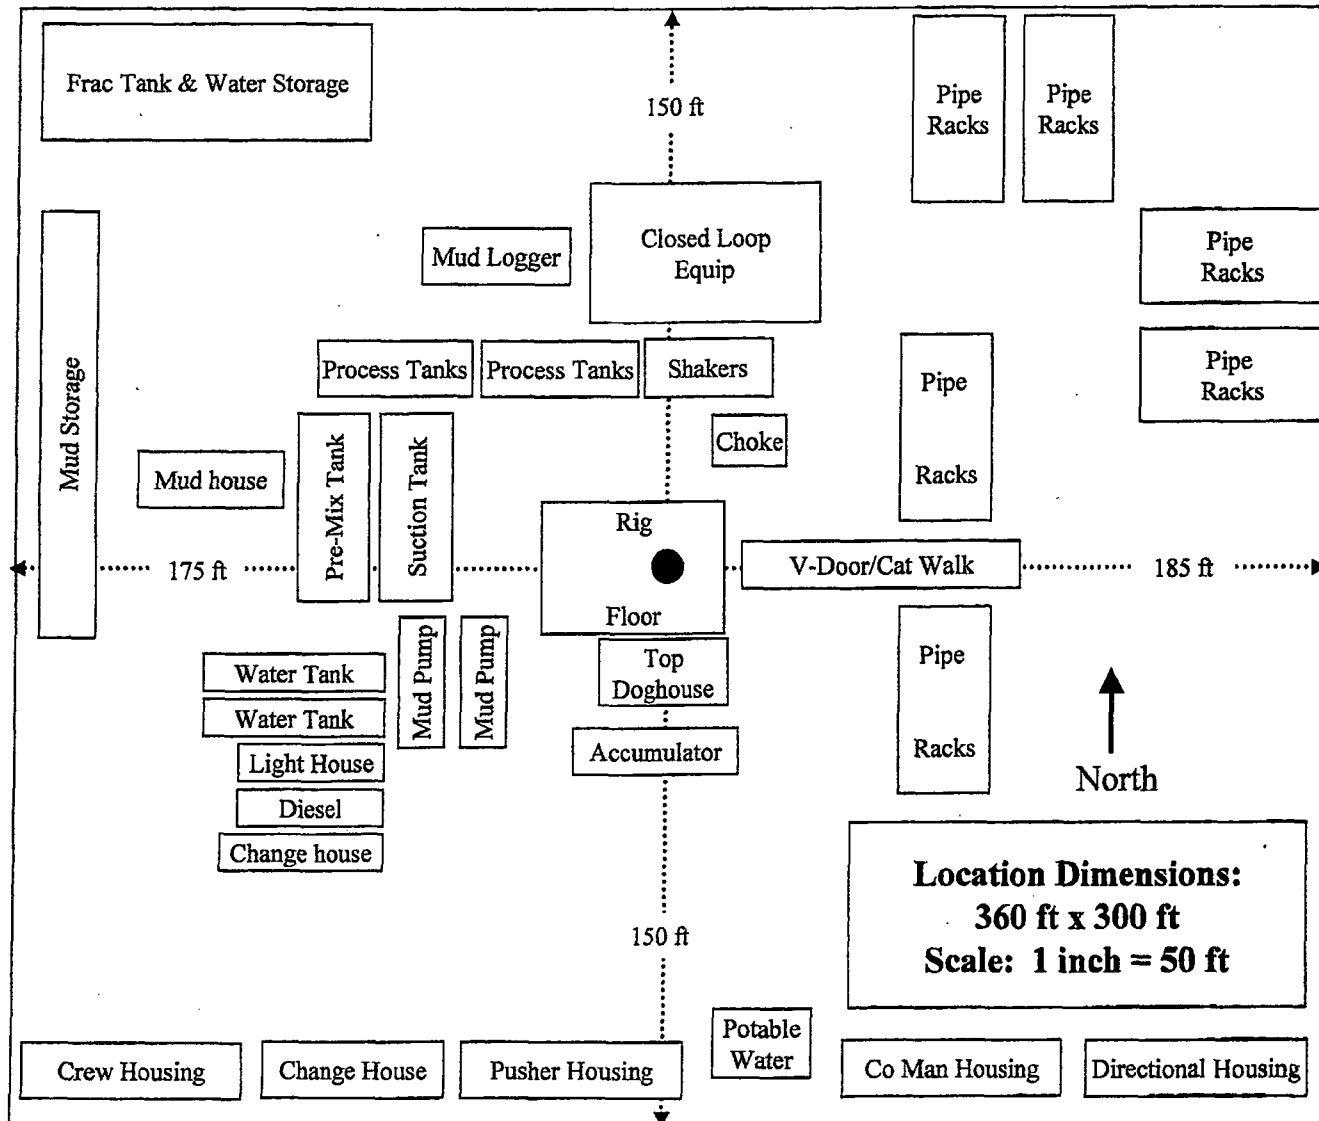 Frac Tank & Water Storage
150 ft
Pipe
Racks
Pipe
Racks
Mud Logger
Closed Loop
Equip
Pipe
Racks
Mud Storage
Process Tanks
Process Tanks
Shakers
Pipe
Racks
Pipe
Racks
Mud house
Pre-Mix Tank
Suction Tank
Choke
Rig
Floor
175 ft
V-Door/Cat Walk
185 ft
Water Tank
Water Tank
Light House
Diesel
Change house
Mud Pump
Mud Pump
Top
Doghouse
Accumulator
Pipe
Racks
North
Location Dimensions:
360 ft x 300 ft
Scale: 1 inch = 50 ft
150 ft
Crew Housing
Change House
Pusher Housing
Potable
Water
Co Man Housing
Directional Housing